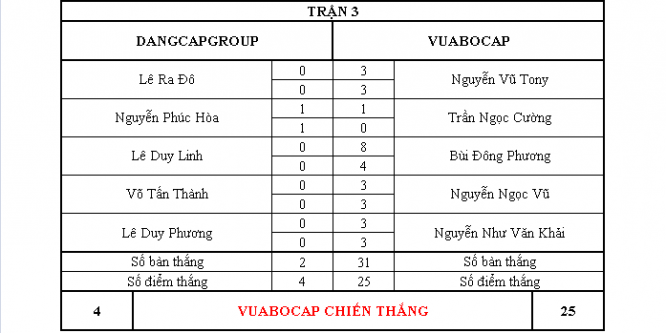 TRẬN 3
DANGCAPGROUP VUABOCAP
Lê Ra Đô 0 3 Nguyễn Vũ Tony
0 3
Nguyễn Phúc Hòa 1 1 Trần Ngọc Cường
1 0
Lê Duy Linh 0 8 Bùi Đông Phương
0 4
Võ Tấn Thành 0 3 Nguyễn Ngọc Vũ
0 3
Lê Duy Phương 0 3 Nguyễn Như Văn Khải
0 3
Số bàn thắng 2 31 Số bàn thắng
Số điểm thắng 4 25 Số điểm thắng
4 VUABOCAP CHIẾN THẮNG 25